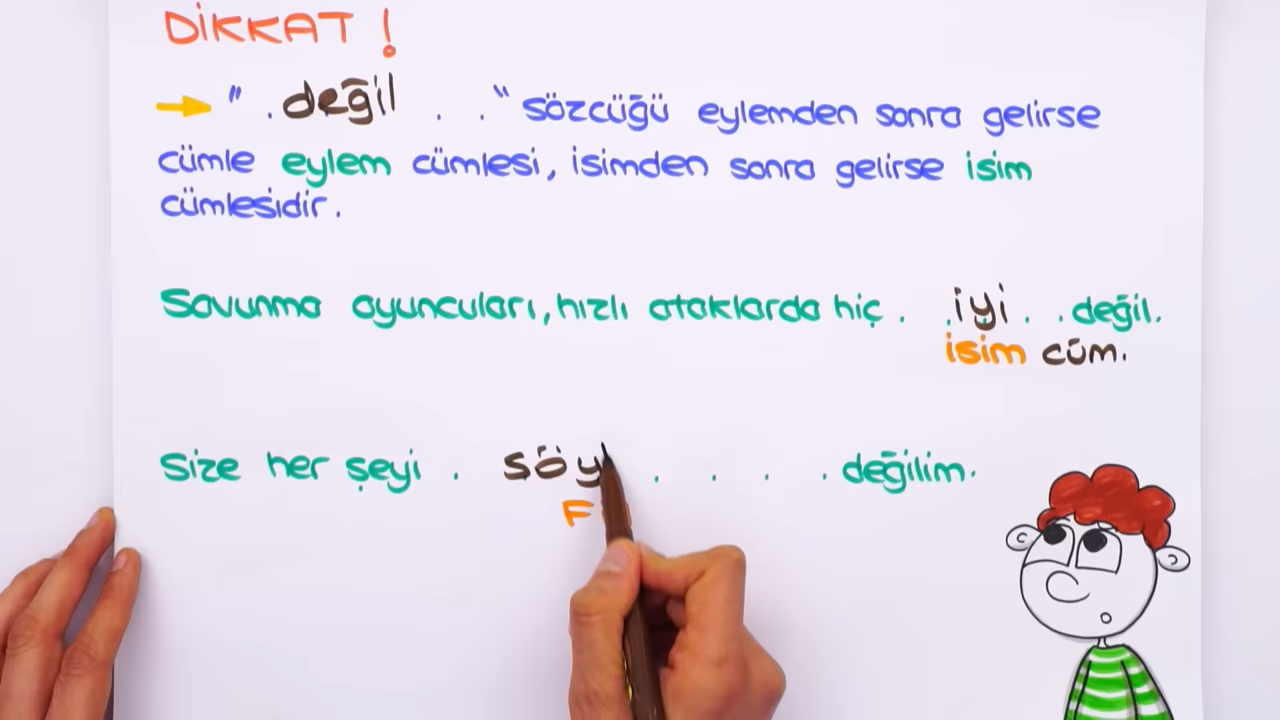 DİKKAT !
" . değil . . " sözcüğü eylemden sonra gelirse
cümle eylem cümlesi, isimden sonra gelirse isim
cümlesidir.
Savunma oyuncuları, hızlı ataklarda hiç . . iyi . . değil.
isim cüm.
Size her şeyi . söy . . . . değilim.
F